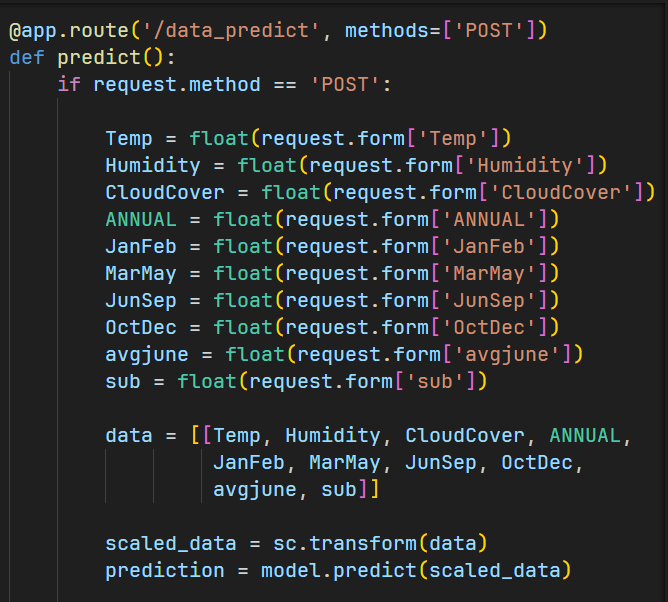 @app.route('/data_predict', methods=['POST'])
def predict():
    if request.method == 'POST':

        Temp = float(request.form['Temp'])
        Humidity = float(request.form['Humidity'])
        CloudCover = float(request.form['CloudCover'])
        ANNUAL = float(request.form['ANNUAL'])
        JanFeb = float(request.form['JanFeb'])
        MarMay = float(request.form['MarMay'])
        JunSep = float(request.form['JunSep'])
        OctDec = float(request.form['OctDec'])
        avgjune = float(request.form['avgjune'])
        sub = float(request.form['sub'])

        data = [[Temp, Humidity, CloudCover, ANNUAL,
                 JanFeb, MarMay, JunSep, OctDec,
                 avgjune, sub]]

        scaled_data = sc.transform(data)
        prediction = model.predict(scaled_data)